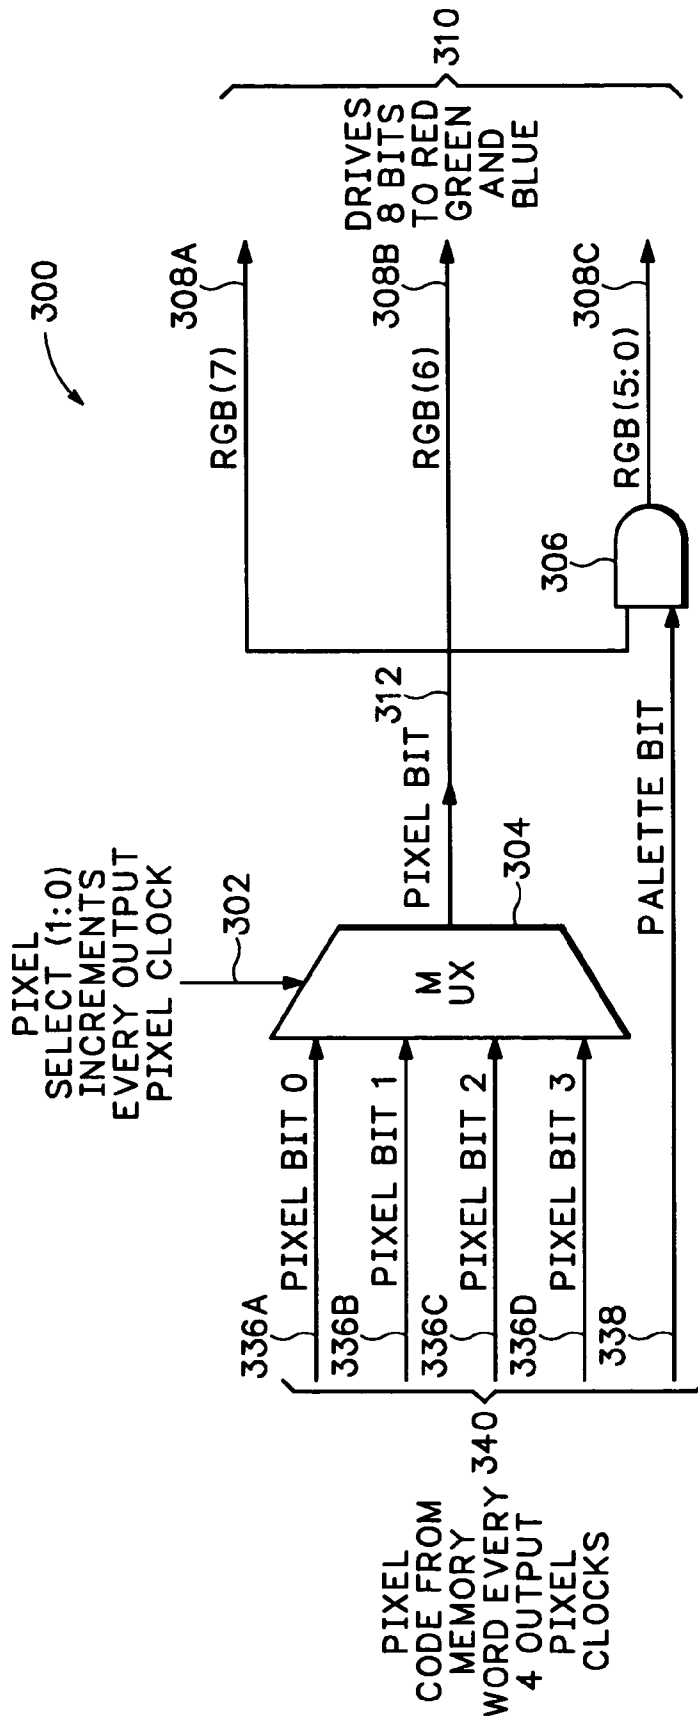 300
PIXEL
SELECT (1:0)
INCREMENTS
EVERY OUTPUT
PIXEL CLOCK
302
336A
PIXEL BIT 0
336B
PIXEL BIT 1
336C
PIXEL BIT 2
336D
PIXEL BIT 3
338
PALETTE BIT
PIXEL
CODE FROM
MEMORY
WORD EVERY
4 OUTPUT
PIXEL
CLOCKS
340
M
UX
304
PIXEL BIT
312
306
RGB(7)
308A
RGB(6)
308B
RGB(5:0)
308C
DRIVES
8 BITS
TO RED
GREEN
AND
BLUE
310